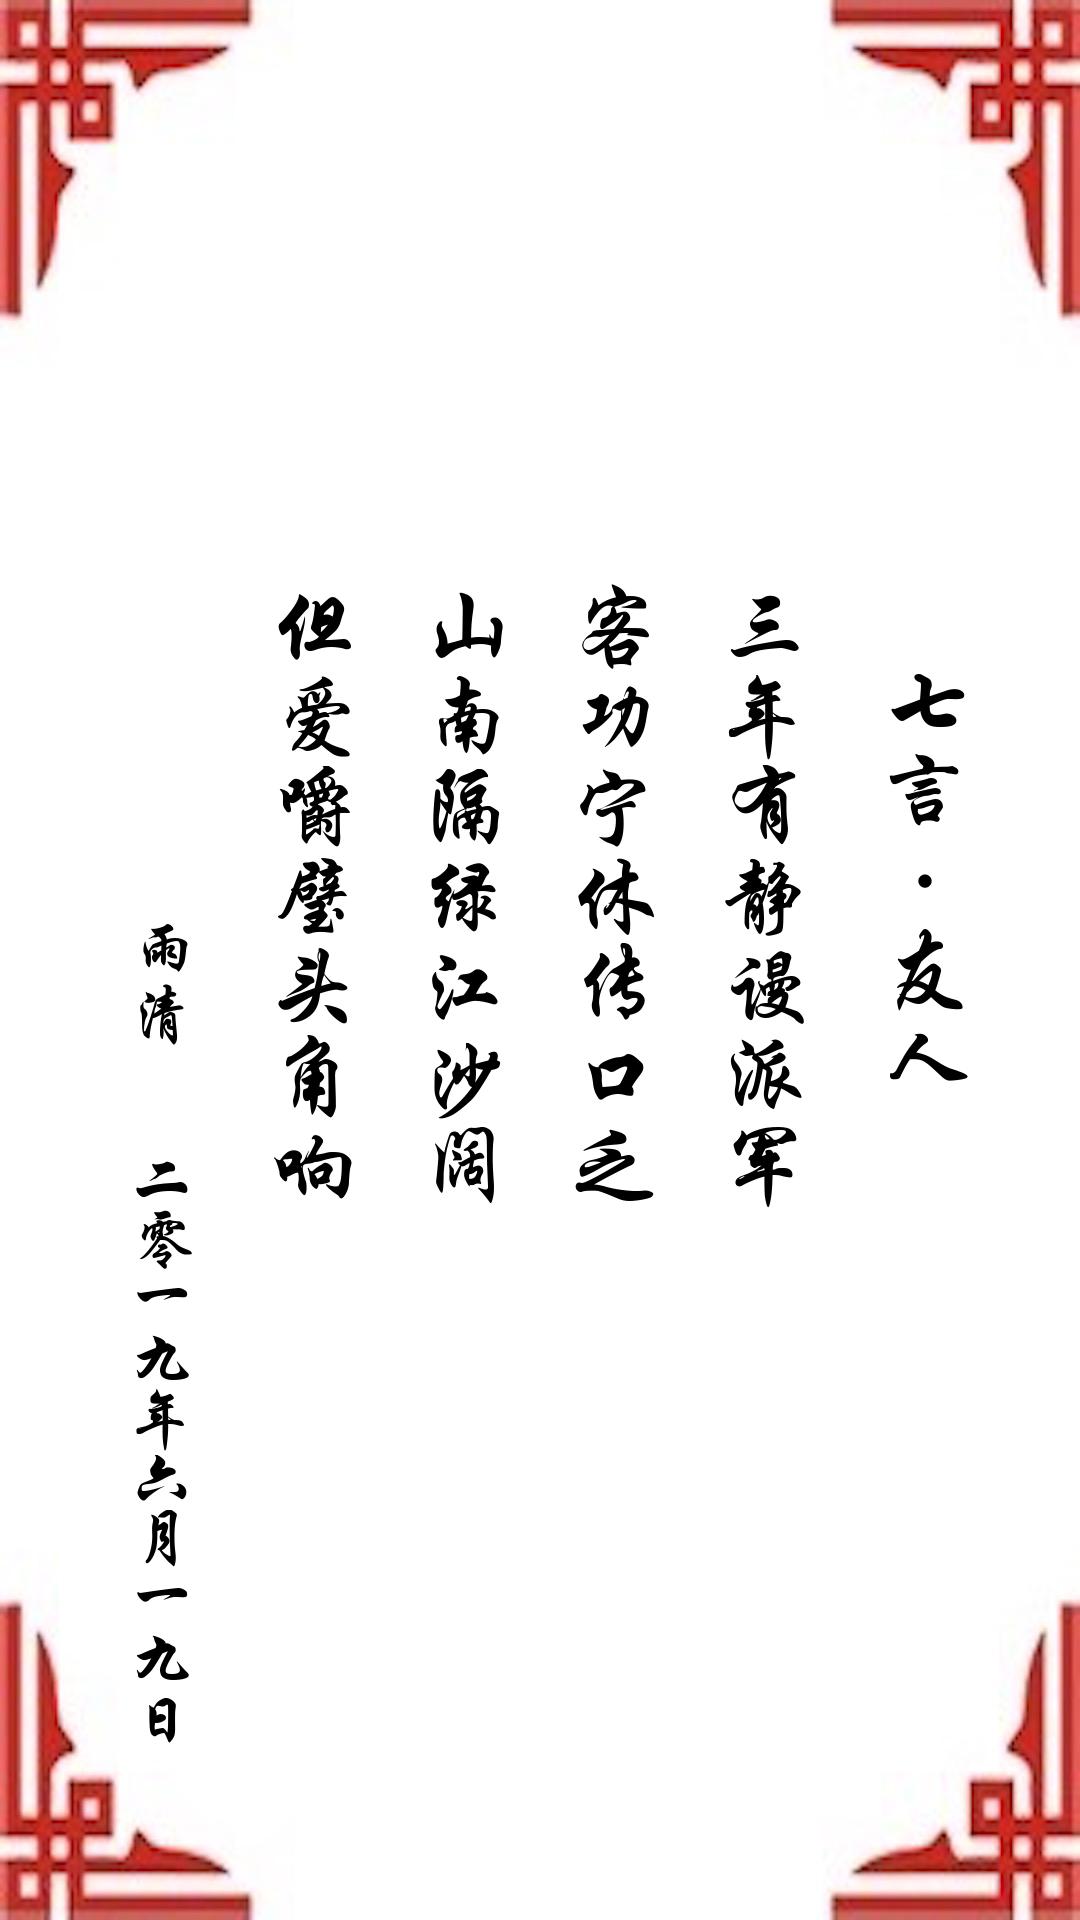 七言·友人
三年有静谩派军
客功宁休传口乏
山南隔绿江沙阔
但爱嚼璧头角响
雨清
二零一九年六月一九日